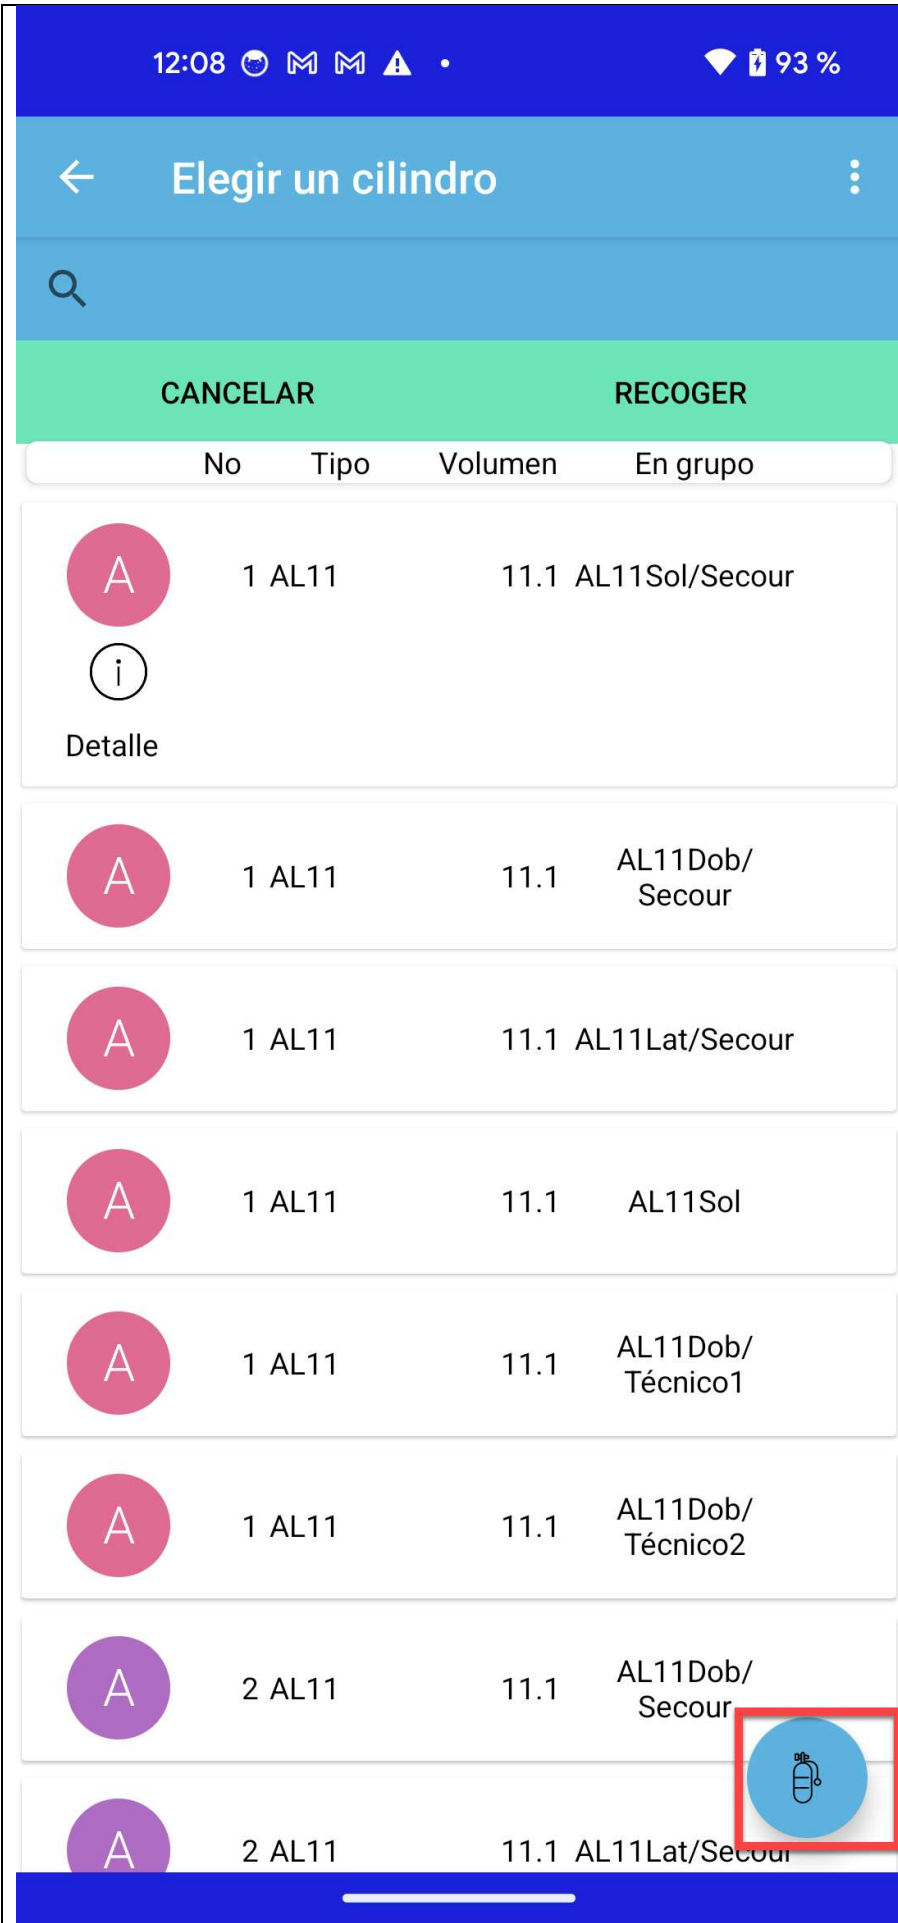 12:08 93 %
Elegir un cilindro
CANCELAR RECOGER
No Tipo Volumen En grupo
A 1 AL11 11.1 AL11Sol/Secour
i
Detalle
A 1 AL11 11.1 AL11Dob/
Secour
A 1 AL11 11.1 AL11Lat/Secour
A 1 AL11 11.1 AL11Sol
A 1 AL11 11.1 AL11Dob/
Técnico1
A 1 AL11 11.1 AL11Dob/
Técnico2
A 2 AL11 11.1 AL11Dob/
Secour
A 2 AL11 11.1 AL11Lat/Secour